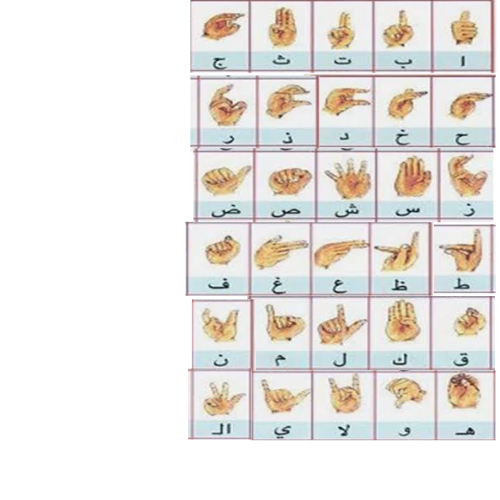 ا ب ت ث ج
ح خ د ذ ر
ز س ش ص ض
ط ظ ع غ ف
ق ك ل م ن
هـ و لا ي الـ